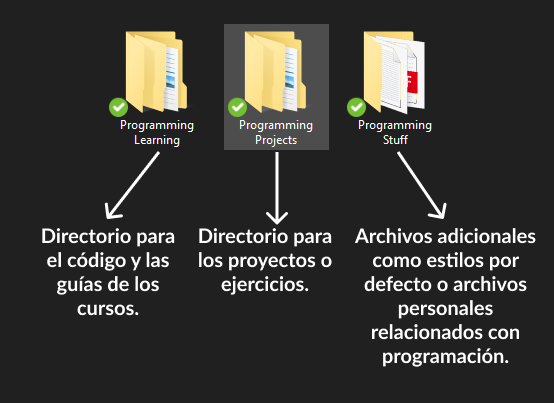 Programming
Learning
Programming
Projects
Programming
Stuff
Directorio para
el código y las
guías de los
cursos.
Directorio para
los proyectos o
ejercicios.
Archivos adicionales
como estilos por
defecto o archivos
personales
relacionados con
programación.